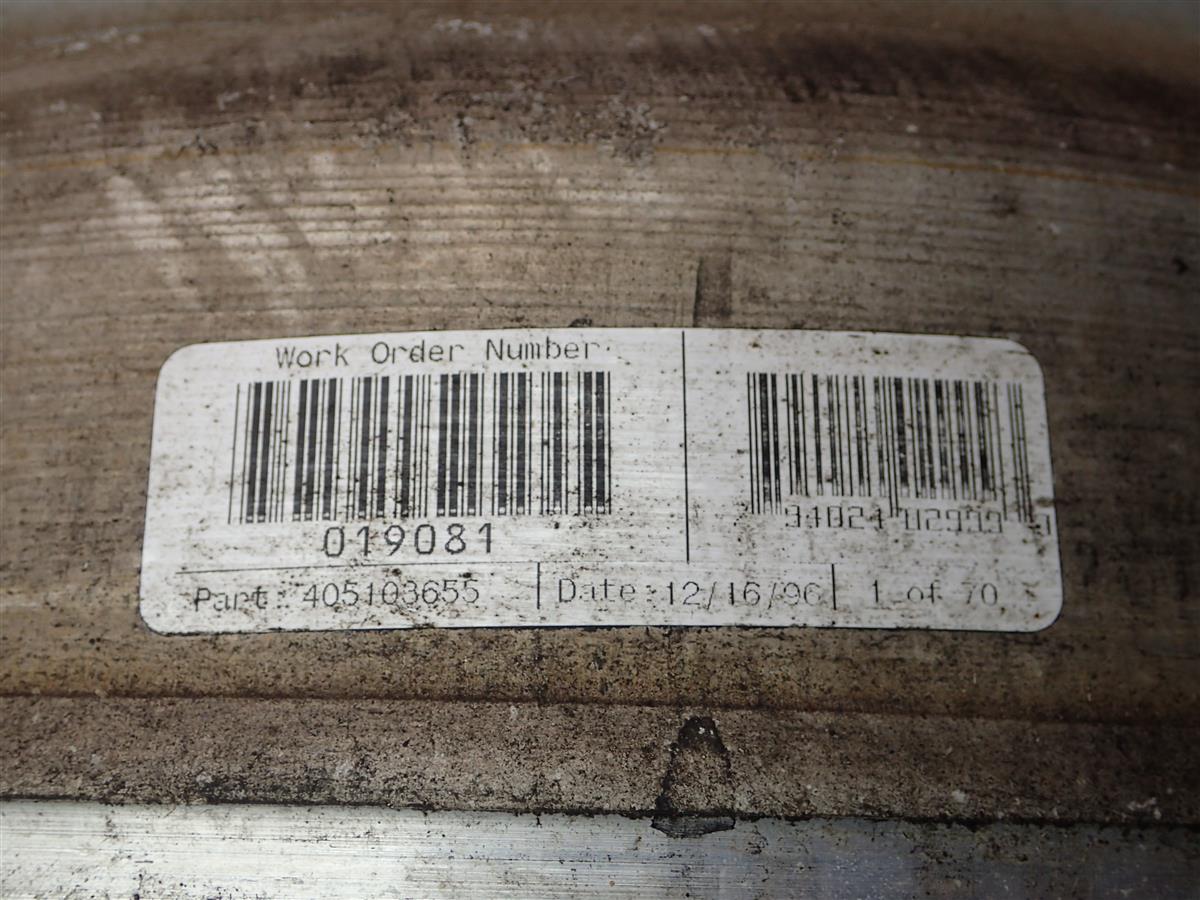 Work Order Number
019081
Part: 405103655
Date: 12/16/96
1 of 70